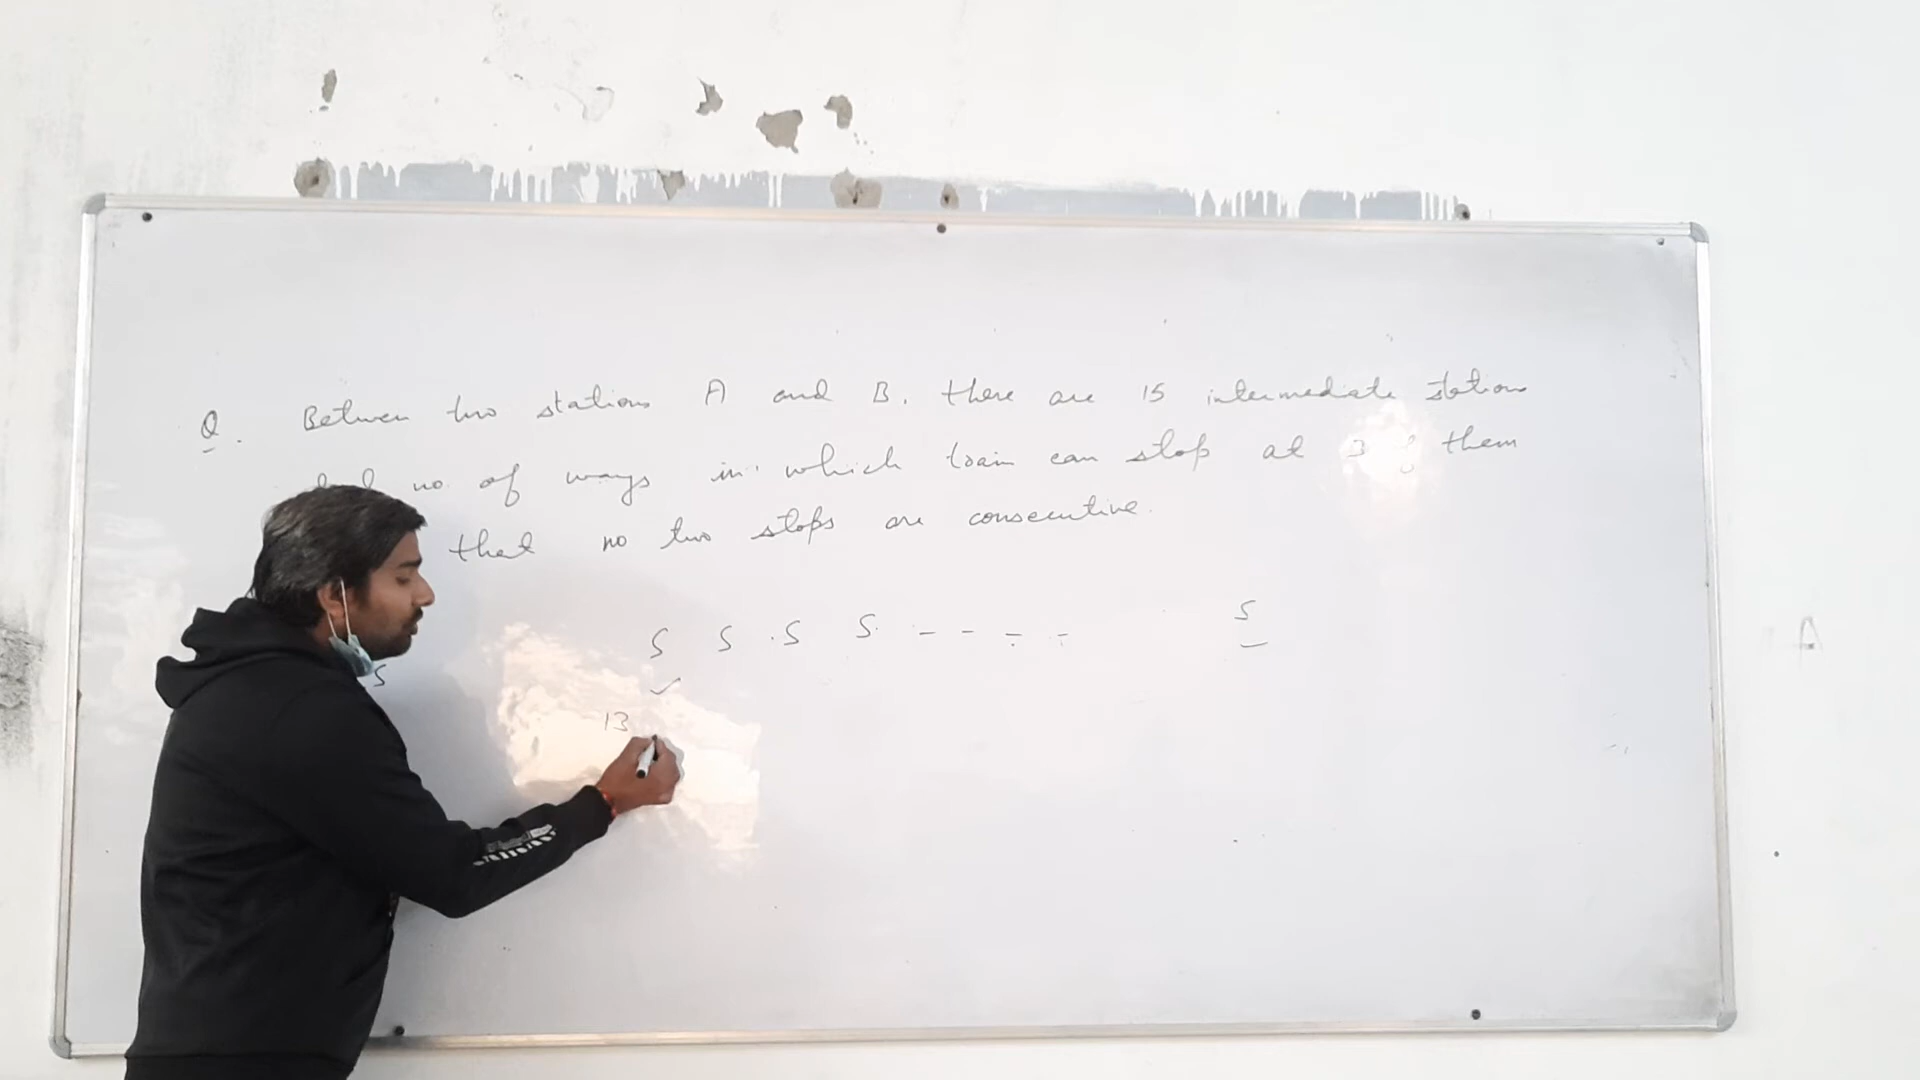 Q. Between two stations A and B. there are 15 intermediate stations
no. of ways in which train can stop at 3 of them
that no two stops are consecutive.
S S S S - - - - S
S
13
A